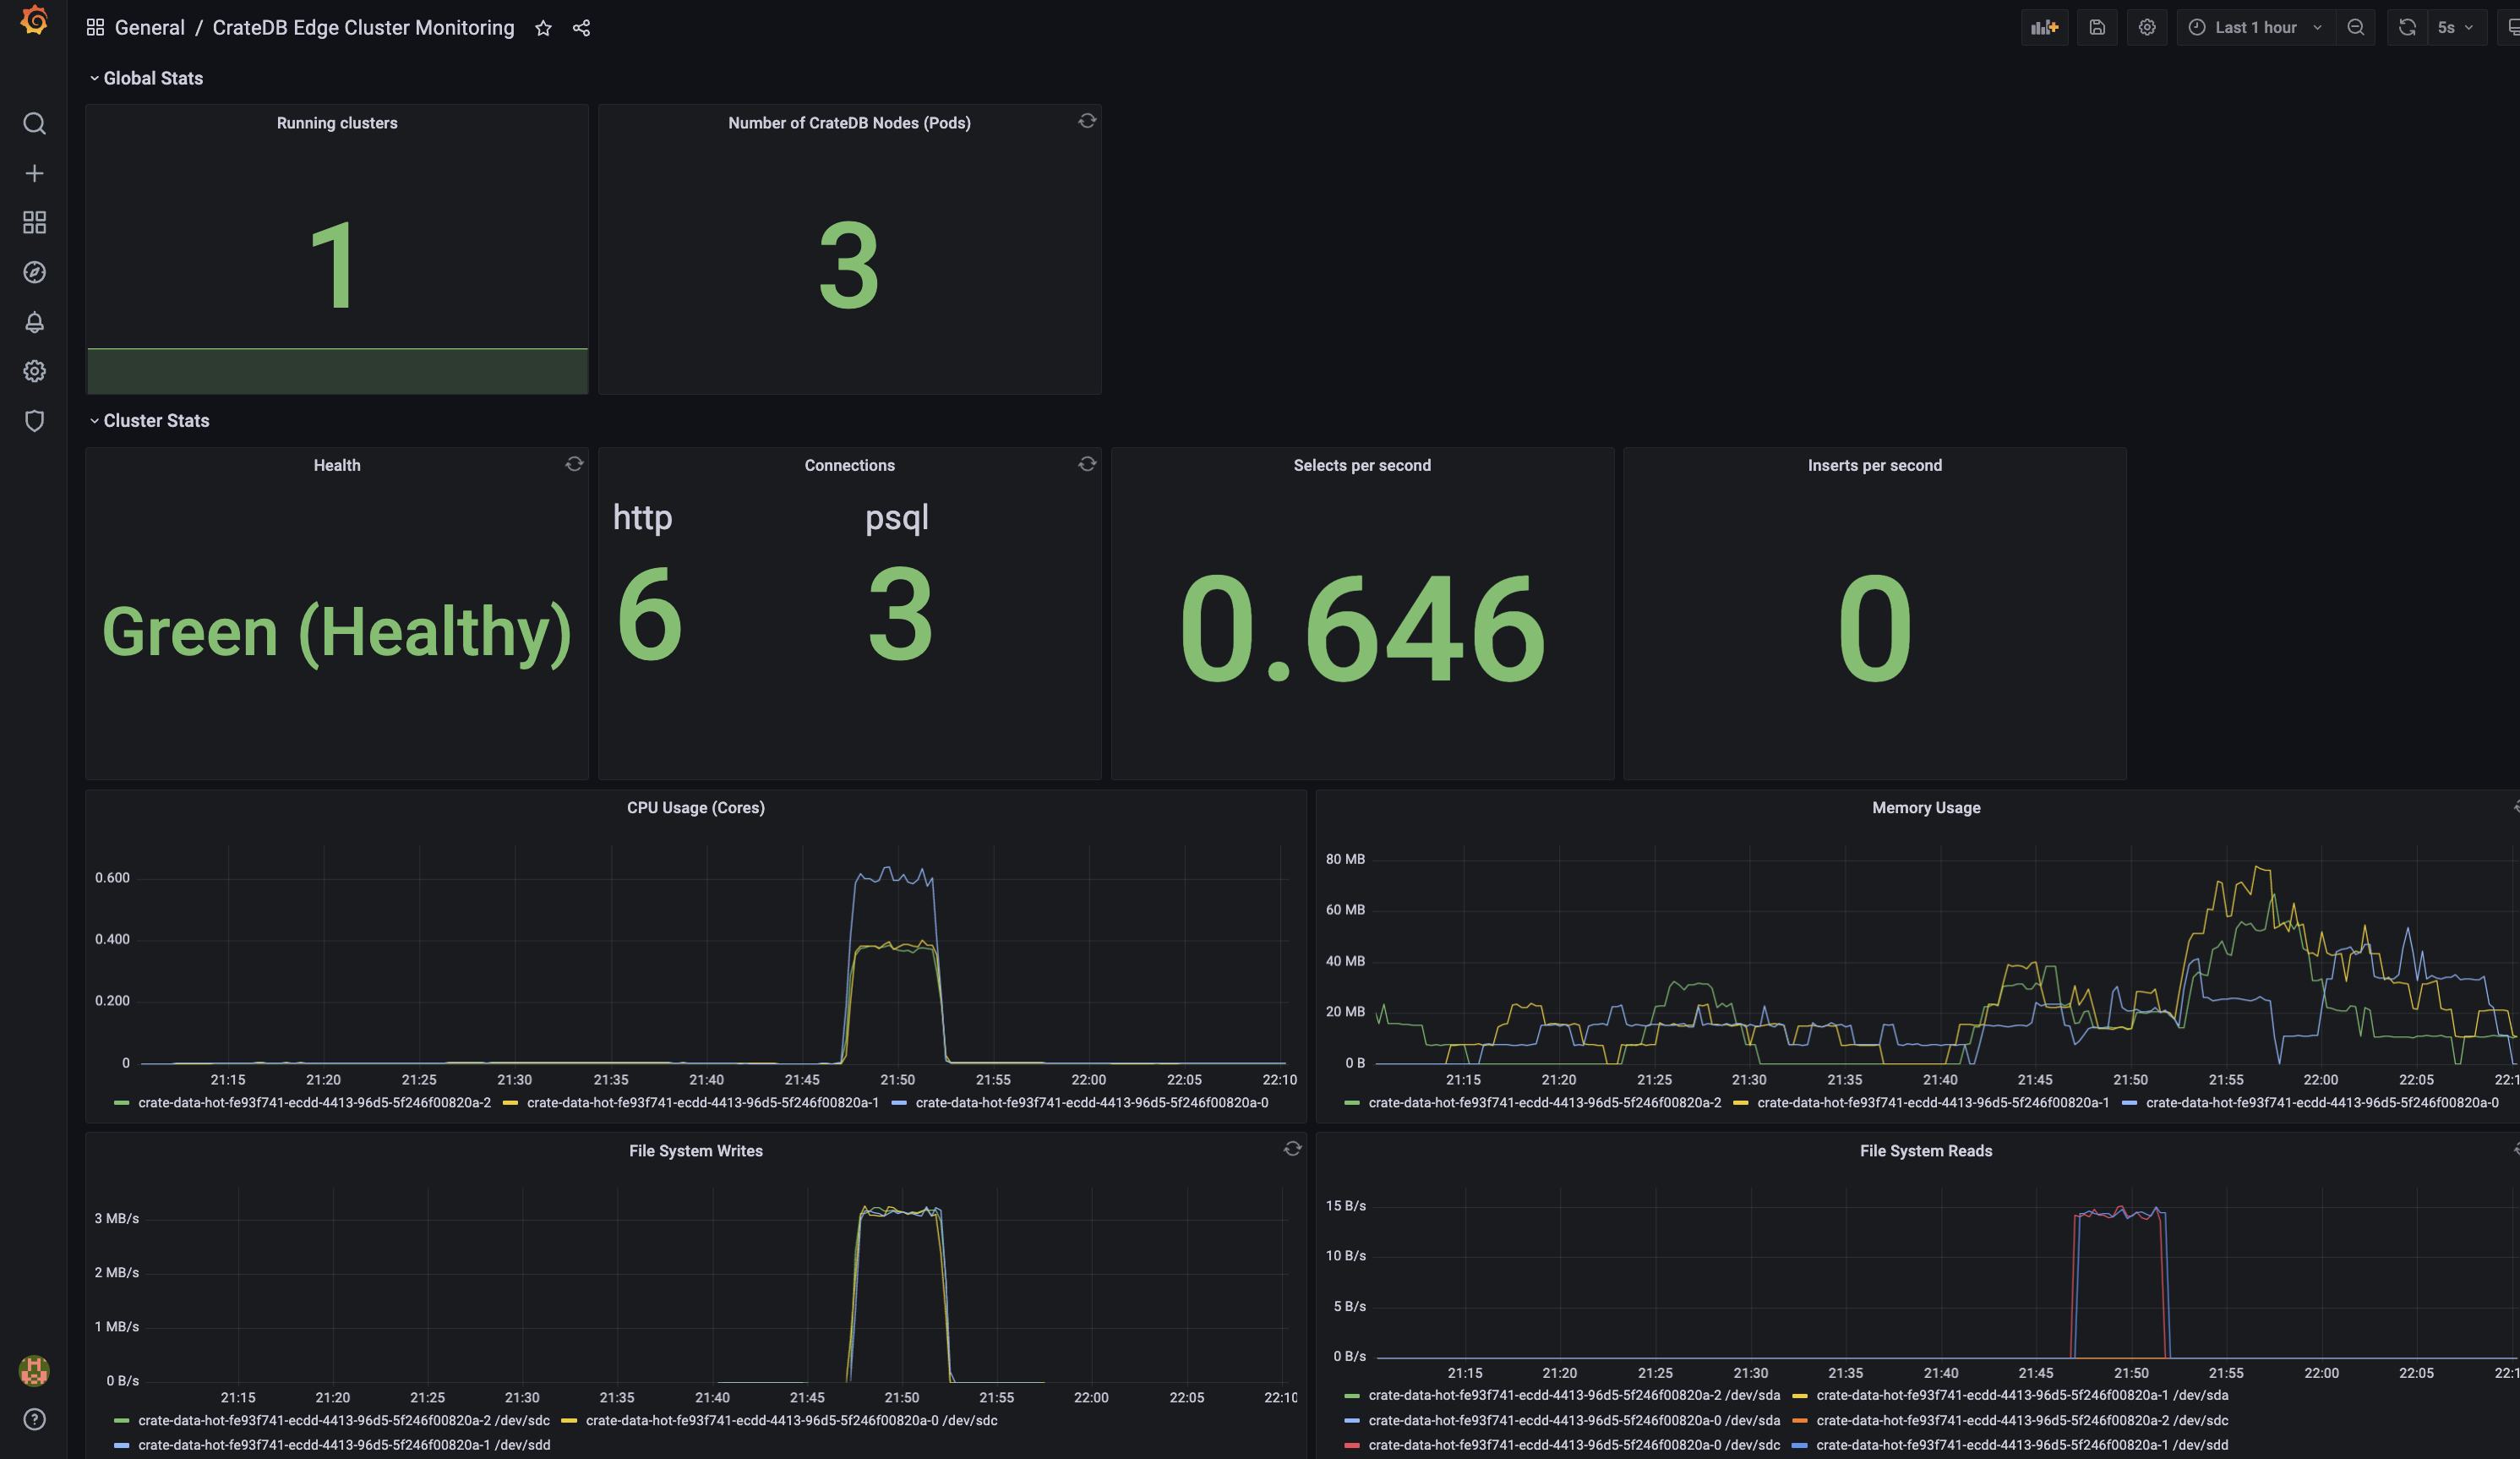 General / CrateDB Edge Cluster Monitoring
Last 1 hour
5s
Global Stats
Running clusters
1
Number of CrateDB Nodes (Pods)
3
Cluster Stats
Health
Green (Healthy)
Connections
http
psql
6
3
Selects per second
0.646
Inserts per second
0
CPU Usage (Cores)
0.600
0.400
0.200
0
21:15 21:20 21:25 21:30 21:35 21:40 21:45 21:50 21:55 22:00 22:05 22:10
crate-data-hot-fe93f741-ecdd-4413-96d5-5f246f00820a-2 crate-data-hot-fe93f741-ecdd-4413-96d5-5f246f00820a-1 crate-data-hot-fe93f741-ecdd-4413-96d5-5f246f00820a-0
Memory Usage
80 MB
60 MB
40 MB
20 MB
0 B
21:15 21:20 21:25 21:30 21:35 21:40 21:45 21:50 21:55 22:00 22:05 22:1
crate-data-hot-fe93f741-ecdd-4413-96d5-5f246f00820a-2 crate-data-hot-fe93f741-ecdd-4413-96d5-5f246f00820a-1 crate-data-hot-fe93f741-ecdd-4413-96d5-5f246f00820a-0
File System Writes
3 MB/s
2 MB/s
1 MB/s
0 B/s
21:15 21:20 21:25 21:30 21:35 21:40 21:45 21:50 21:55 22:00 22:05 22:10
crate-data-hot-fe93f741-ecdd-4413-96d5-5f246f00820a-2 /dev/sdc crate-data-hot-fe93f741-ecdd-4413-96d5-5f246f00820a-0 /dev/sdc
crate-data-hot-fe93f741-ecdd-4413-96d5-5f246f00820a-1 /dev/sdd
File System Reads
15 B/s
10 B/s
5 B/s
0 B/s
21:15 21:20 21:25 21:30 21:35 21:40 21:45 21:50 21:55 22:00 22:05 22:1
crate-data-hot-fe93f741-ecdd-4413-96d5-5f246f00820a-2 /dev/sda crate-data-hot-fe93f741-ecdd-4413-96d5-5f246f00820a-1 /dev/sda
crate-data-hot-fe93f741-ecdd-4413-96d5-5f246f00820a-0 /dev/sda crate-data-hot-fe93f741-ecdd-4413-96d5-5f246f00820a-2 /dev/sdc
crate-data-hot-fe93f741-ecdd-4413-96d5-5f246f00820a-0 /dev/sdc crate-data-hot-fe93f741-ecdd-4413-96d5-5f246f00820a-1 /dev/sdd